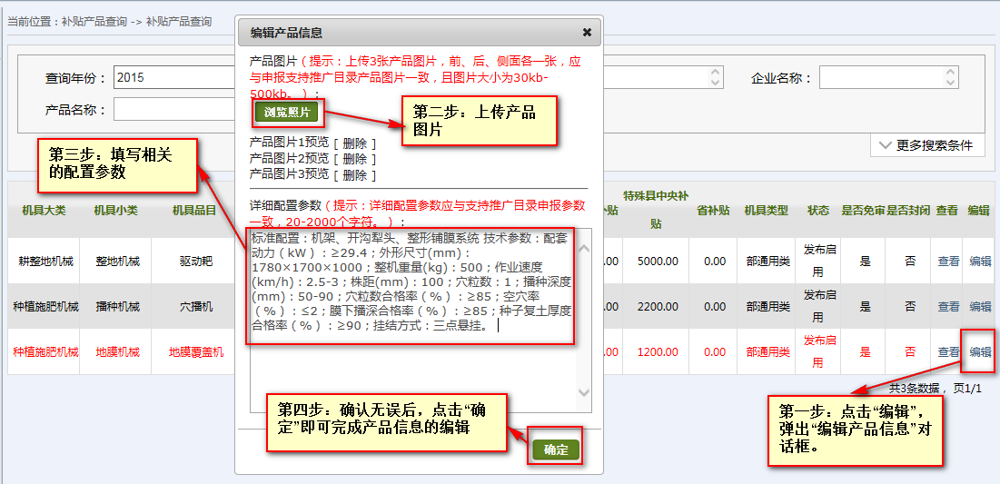 当前位置：补贴产品查询 -> 补贴产品查询
查询年份： 2015
企业名称：
产品名称：
更多搜索条件
编辑产品信息
产品图片（提示：上传3张产品图片，前、后、侧面各一张，应
与申报支持推广目录产品图片一致，且图片大小为30kb-
500kb。）：
浏览照片
第二步：上传产品
图片
产品图片1预览 [ 删除 ]
产品图片2预览 [ 删除 ]
产品图片3预览 [ 删除 ]
第三步：填写相关
的配置参数
详细配置参数（提示：详细配置参数应与支持推广目录申报参数
一致，20-2000个字符。）：
标准配置：机架、开沟犁头、整形铺膜系统 技术参数：配套
动力（kW）：≥29.4；外形尺寸(mm)：
1780×1700×1000；整机重量(kg)：500；作业速度
(km/h)：2.5-3；株距(mm)：100；穴粒数：1；播种深度
(mm)：50-90；穴粒数合格率（%）：≥85；空穴率
（%）：≤2；膜下播深合格率（%）：≥85；种子复土厚度
合格率（%）：≥90；挂结方式：三点悬挂。
第四步：确认无误后，点击“确
定”即可完成产品信息的编辑
确定
机具大类 机具小类 机具品目 补贴 特殊县中央补贴 省补贴 机具类型 状态 是否免审 是否封闭 查看 编辑
耕整地机械 整地机械 驱动耙 .00 5000.00 0.00 部通用类 发布启用 是 否 查看 编辑
种植施肥机械 播种机械 穴播机 .00 2200.00 0.00 部通用类 发布启用 是 否 查看 编辑
种植施肥机械 地膜机械 地膜覆盖机 .00 1200.00 0.00 部通用类 发布启用 是 否 查看 编辑
共3条数据， 页1/1
第一步：点击“编辑”，
弹出“编辑产品信息”对
话框。